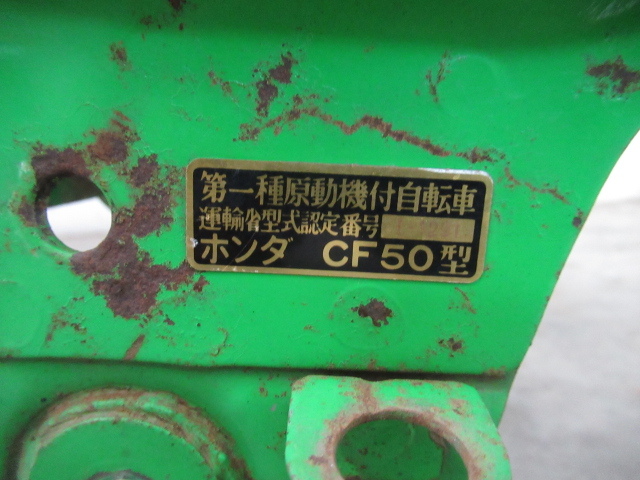 第一種原動機付自転車
運輸省型式認定番号
ホンダ CF50型